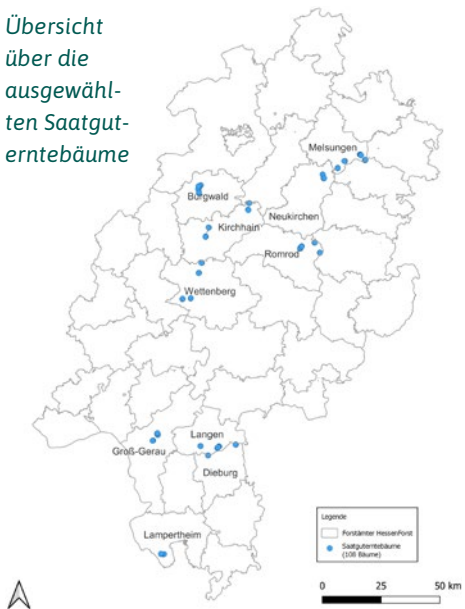 Übersicht
über die
ausgewähl-
ten Saatgut-
erntebäume
Melsungen
Burgwald
Neukirchen
Kirchhain
Romrod
Wettenberg
Langen
Groß-Gerau
Dieburg
Lampertheim
Legende
Forstämter HessenForst
Saatguterntebäume
(108 Bäume)
0 25 50 km